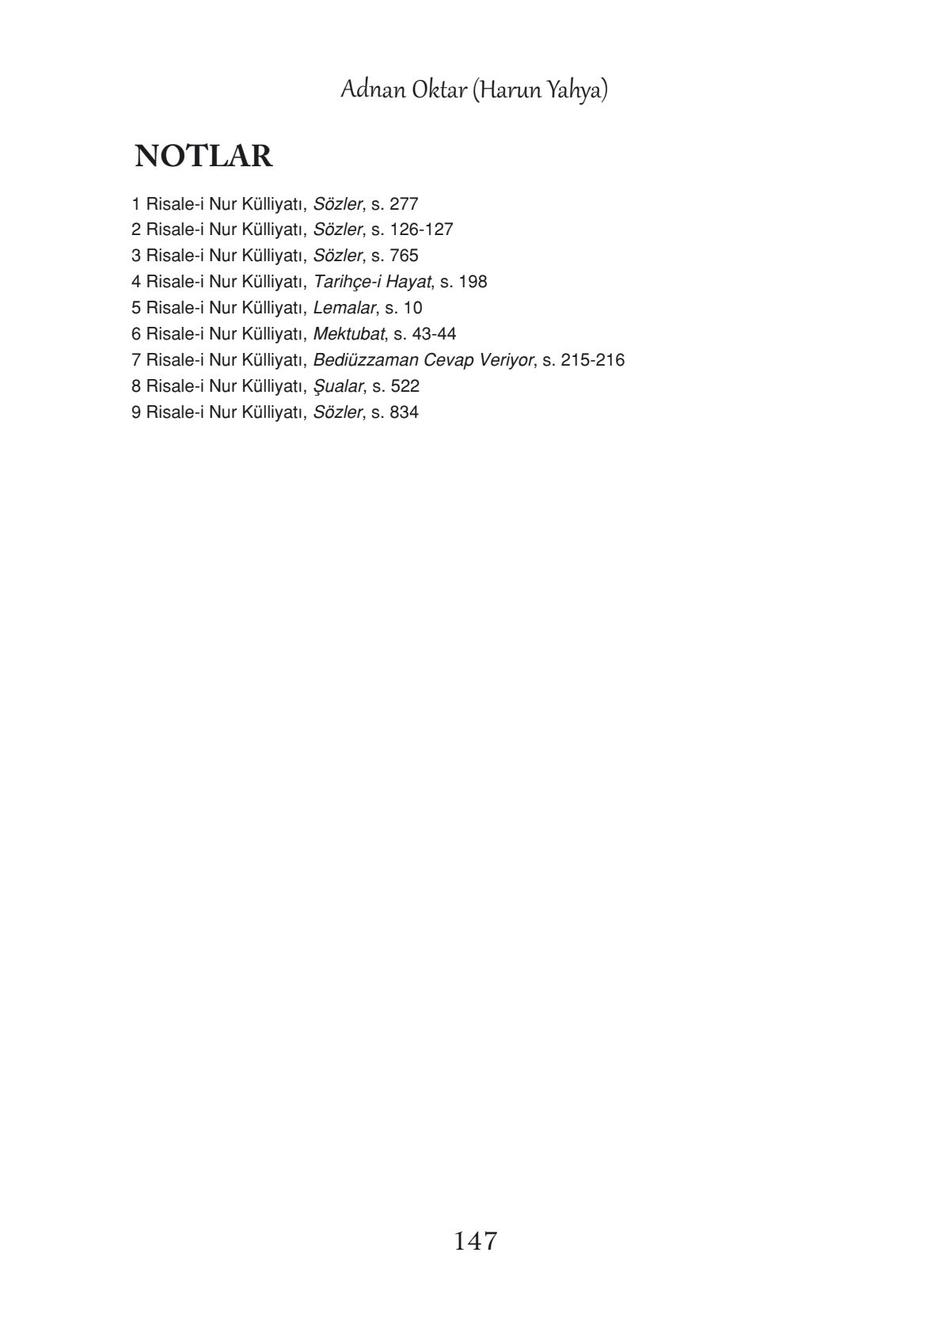 Adnan Oktar (Harun Yahya)
NOTLAR
1 Risale-i Nur Külliyatı, Sözler, s. 277
2 Risale-i Nur Külliyatı, Sözler, s. 126-127
3 Risale-i Nur Külliyatı, Sözler, s. 765
4 Risale-i Nur Külliyatı, Tarihçe-i Hayat, s. 198
5 Risale-i Nur Külliyatı, Lemalar, s. 10
6 Risale-i Nur Külliyatı, Mektubat, s. 43-44
7 Risale-i Nur Külliyatı, Bediüzzaman Cevap Veriyor, s. 215-216
8 Risale-i Nur Külliyatı, Şualar, s. 522
9 Risale-i Nur Külliyatı, Sözler, s. 834
147